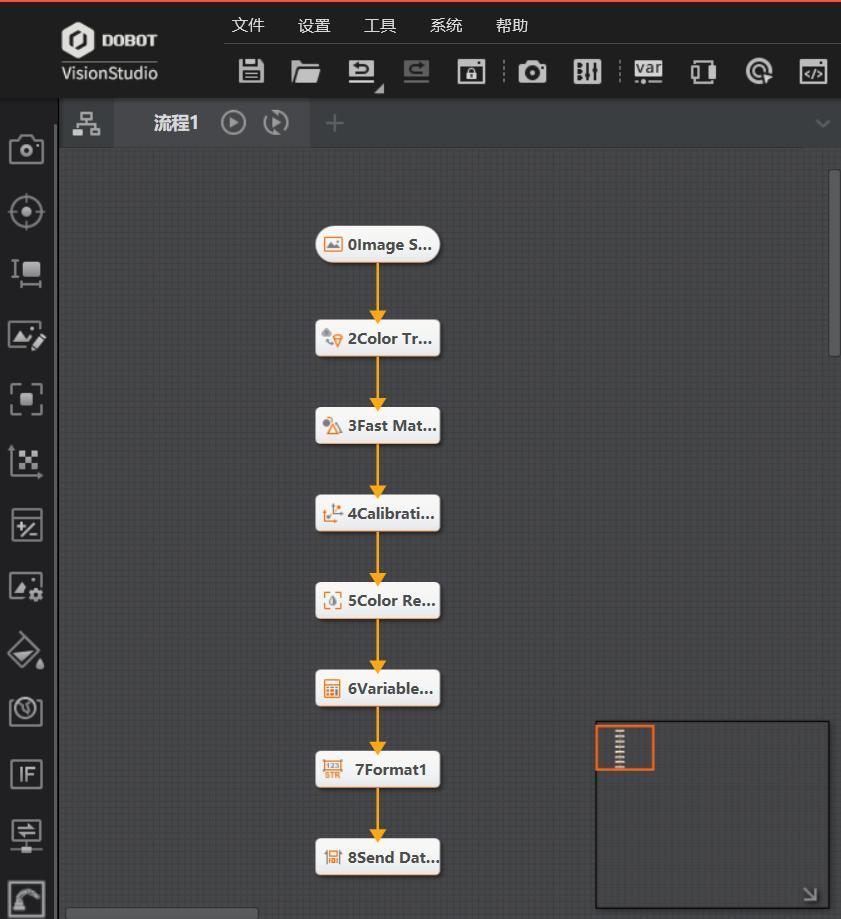 文件 设置 工具 系统 帮助
DOBOT
VisionStudio
var
流程1
0Image S...
2Color Tr...
3Fast Mat...
4Calibrati...
5Color Re...
6Variable...
123
STR
7Format1
8Send Dat...
IF